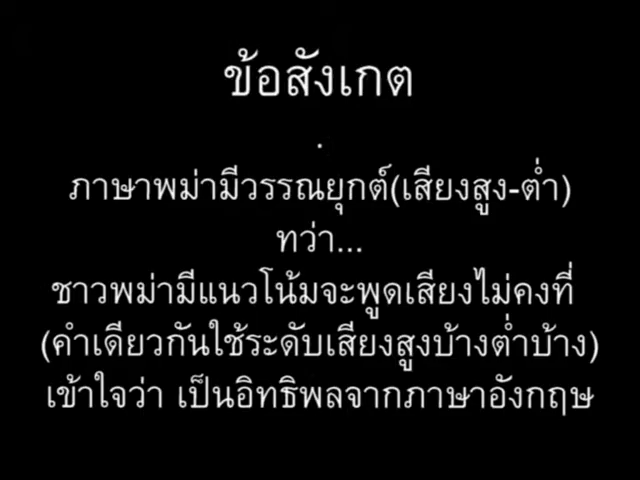 ข้อสังเกต
.
ภาษาพม่ามีวรรณยุกต์(เสียงสูง-ต่ำ)
ทว่า...
ชาวพม่ามีแนวโน้มจะพูดเสียงไม่คงที่
(คำเดียวกันใช้ระดับเสียงสูงบ้างต่ำบ้าง)
เข้าใจว่า เป็นอิทธิพลจากภาษาอังกฤษ